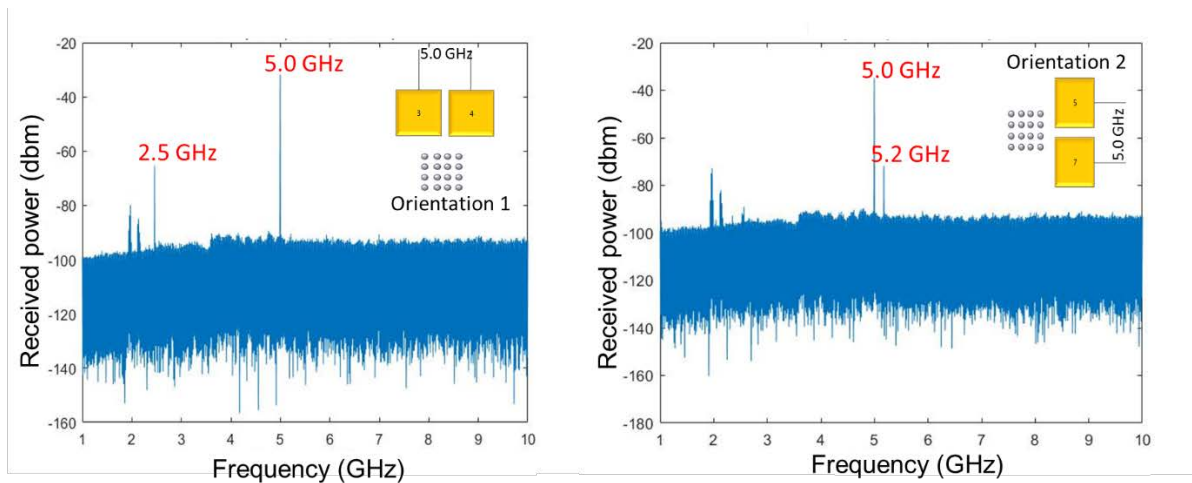 -20
-40
-60
-80
-100
-120
-140
-160
1 2 3 4 5 6 7 8 9 10
Received power (dbm)
Frequency (GHz)
5.0 GHz
2.5 GHz
5.0 GHz
3 4
Orientation 1
-20
-40
-60
-80
-100
-120
-140
-160
-180
1 2 3 4 5 6 7 8 9 10
Received power (dbm)
Frequency (GHz)
5.0 GHz
5.2 GHz
Orientation 2
5
7
5.0 GHz